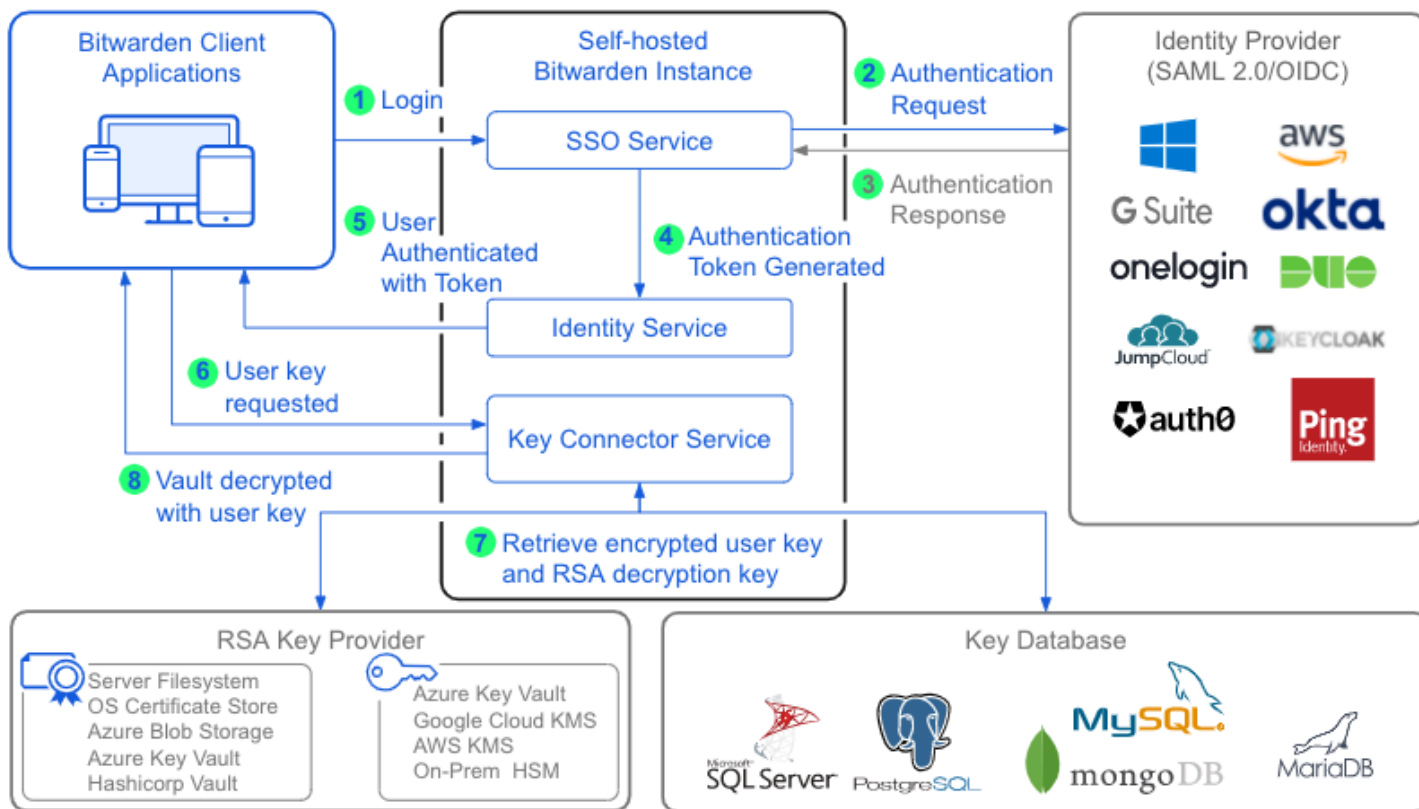 Bitwarden Client
Applications
Self-hosted
Bitwarden Instance
Identity Provider
(SAML 2.0/OIDC)
1 Login
2 Authentication
Request
SSO Service
3 Authentication
Response
aws
G Suite
okta
onelogin
DUO
JumpCloud
KEYCLOAK
auth0
Ping
Identity.
5 User
Authenticated
with Token
4 Authentication
Token Generated
Identity Service
6 User key
requested
Key Connector Service
8 Vault decrypted
with user key
7 Retrieve encrypted user key
and RSA decryption key
RSA Key Provider
Server Filesystem
OS Certificate Store
Azure Blob Storage
Azure Key Vault
Hashicorp Vault
Azure Key Vault
Google Cloud KMS
AWS KMS
On-Prem HSM
Key Database
Microsoft
SQL Server
PostgreSQL
MySQL
mongoDB
MariaDB